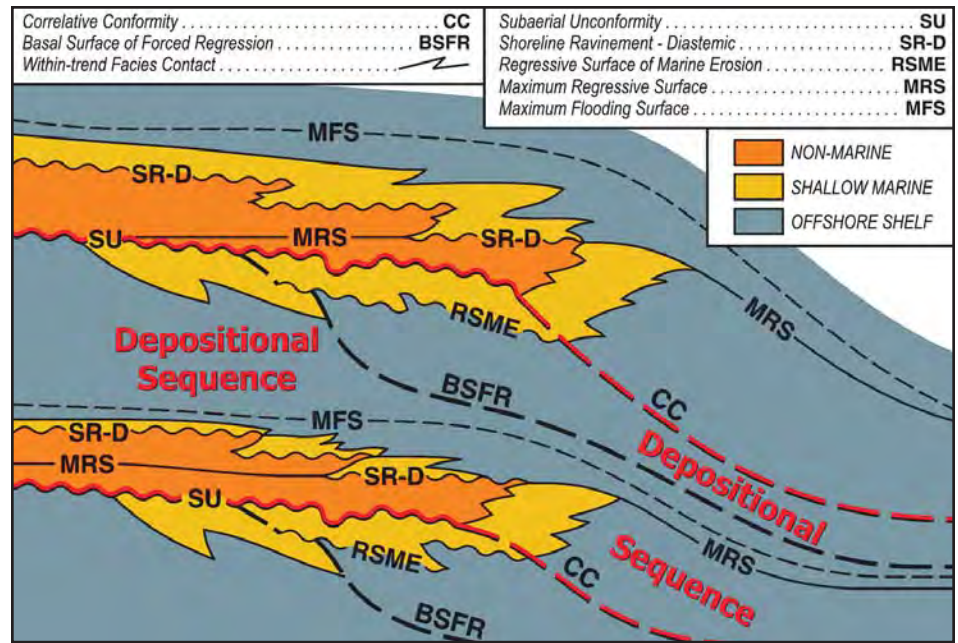 Correlative Conformity . . . . . . . . . . . . . . . . . . . CC
Basal Surface of Forced Regression . . . . . . . . . . BSFR
Within-trend Facies Contact . . . . . . . . . . .
Subaerial Unconformity . . . . . . . . . . . . . . . . . . . SU
Shoreline Ravinement - Diastemic . . . . . . . . . . SR-D
Regressive Surface of Marine Erosion . . . . . . . RSME
Maximum Regressive Surface . . . . . . . . . . . . . MRS
Maximum Flooding Surface . . . . . . . . . . . . . . . MFS
NON-MARINE
SHALLOW MARINE
OFFSHORE SHELF
MFS
SR-D
SU
MRS
SR-D
RSME
MRS
Depositional
Sequence
BSFR
CC
MFS
SR-D
MRS
SR-D
SU
RSME
BSFR
CC
MRS
Depositional
Sequence